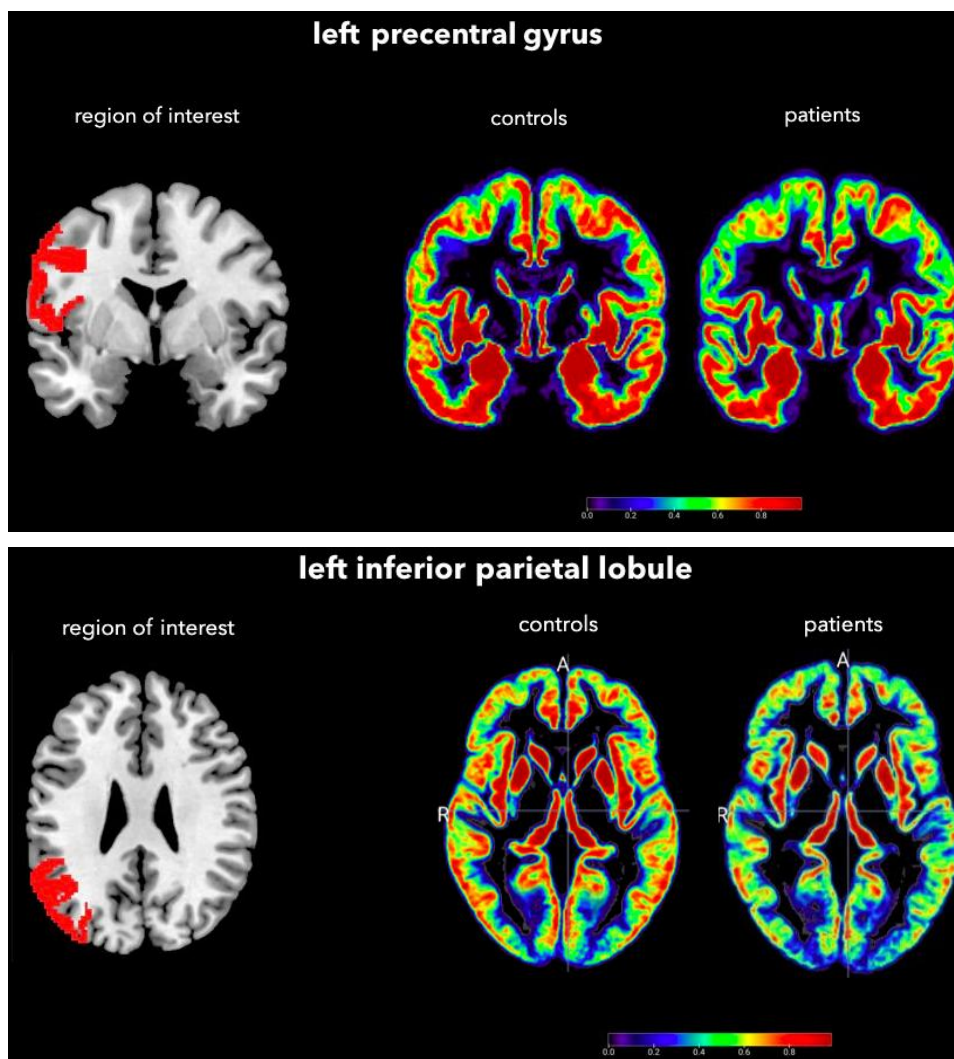 left precentral gyrus
region of interest
controls
patients
0.0 0.2 0.4 0.6 0.8
left inferior parietal lobule
region of interest
controls
patients
A
A
R
R
0.0 0.2 0.4 0.6 0.8